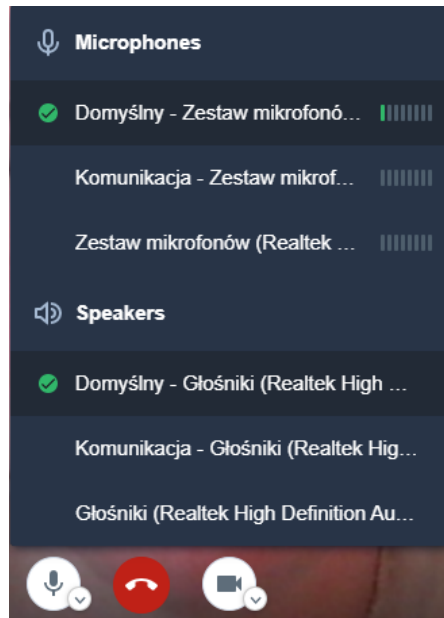 Microphones
Domyślny - Zestaw mikrofonó...
Komunikacja - Zestaw mikrof...
Zestaw mikrofonów (Realtek ...
Speakers
Domyślny - Głośniki (Realtek High ...
Komunikacja - Głośniki (Realtek Hig...
Głośniki (Realtek High Definition Au...